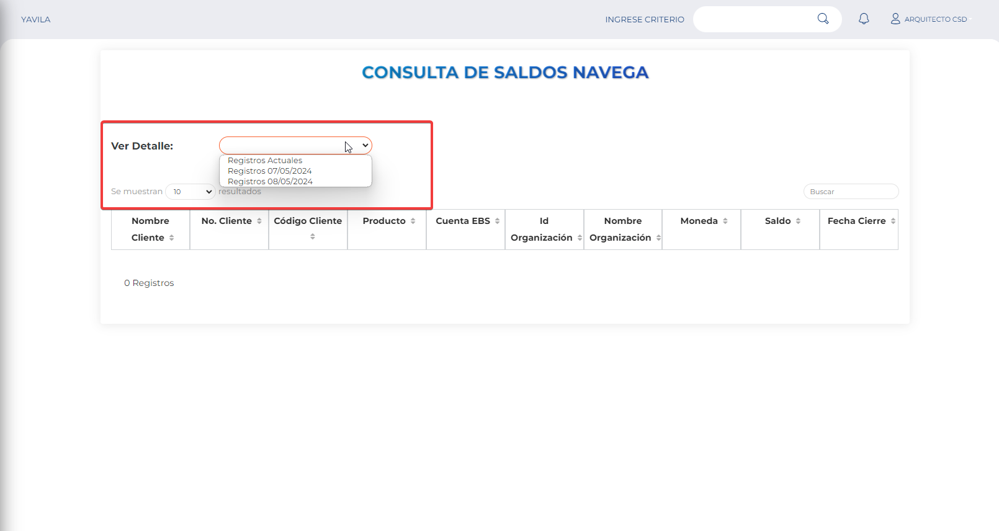 YAVILA
INGRESE CRITERIO
ARQUITECTO CSD
CONSULTA DE SALDOS NAVEGA
Ver Detalle:
Registros Actuales
Registros 07/05/2024
Registros 08/05/2024
Se muestran 10 resultados
Buscar
Nombre Cliente
No. Cliente
Código Cliente
Producto
Cuenta EBS
Id Organización
Nombre Organización
Moneda
Saldo
Fecha Cierre
0 Registros